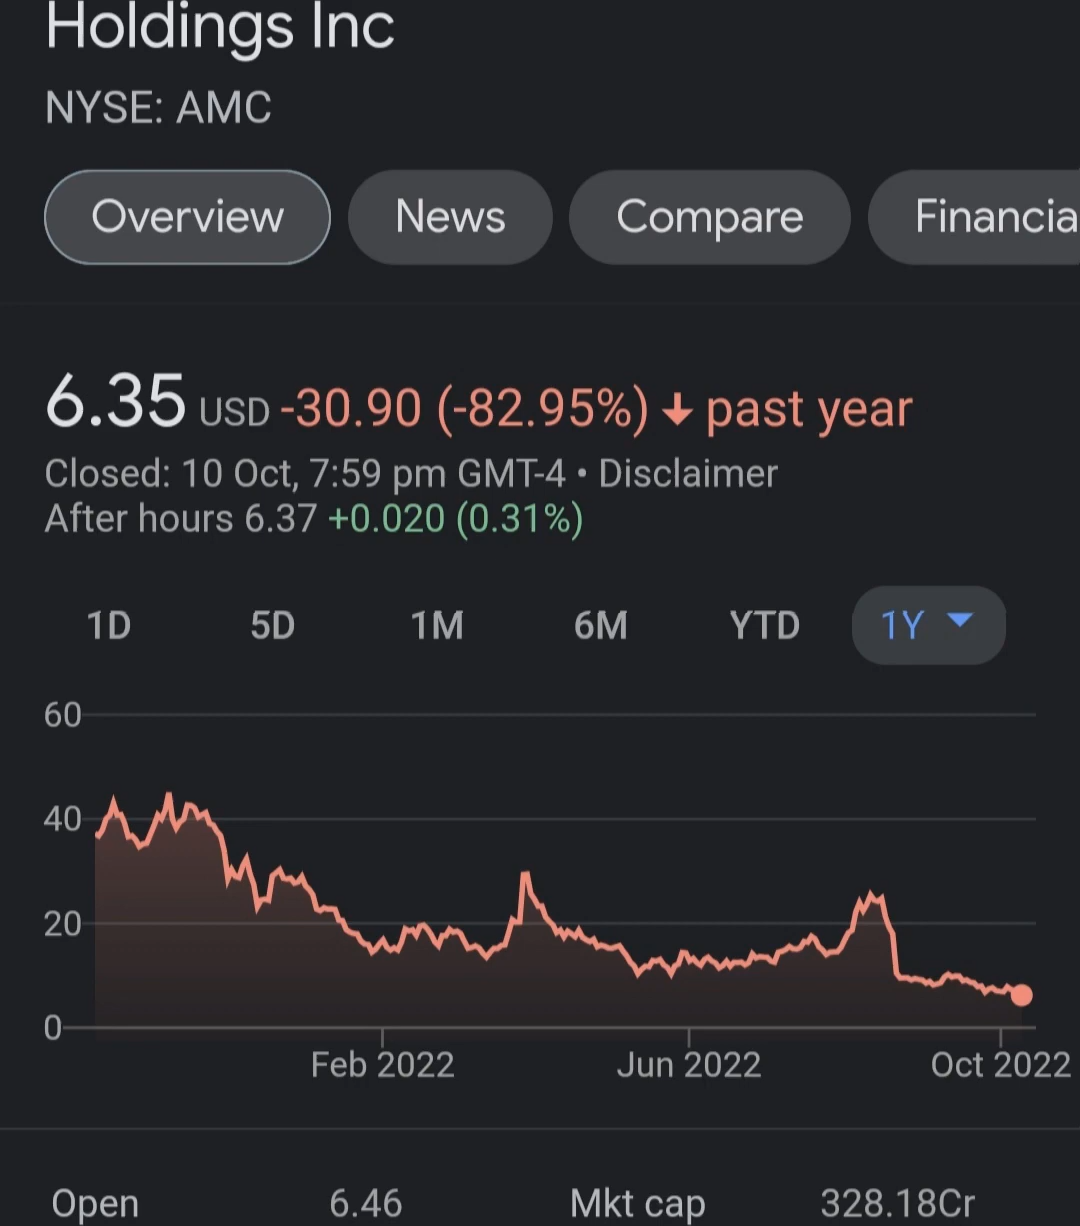 Holdings Inc
NYSE: AMC
Overview News Compare Financia
6.35 USD -30.90 (-82.95%) ↓ past year
Closed: 10 Oct, 7:59 pm GMT-4 • Disclaimer
After hours 6.37 +0.020 (0.31%)
1D 5D 1M 6M YTD 1Y
60
40
20
0
Feb 2022 Jun 2022 Oct 2022
Open 6.46 Mkt cap 328.18Cr